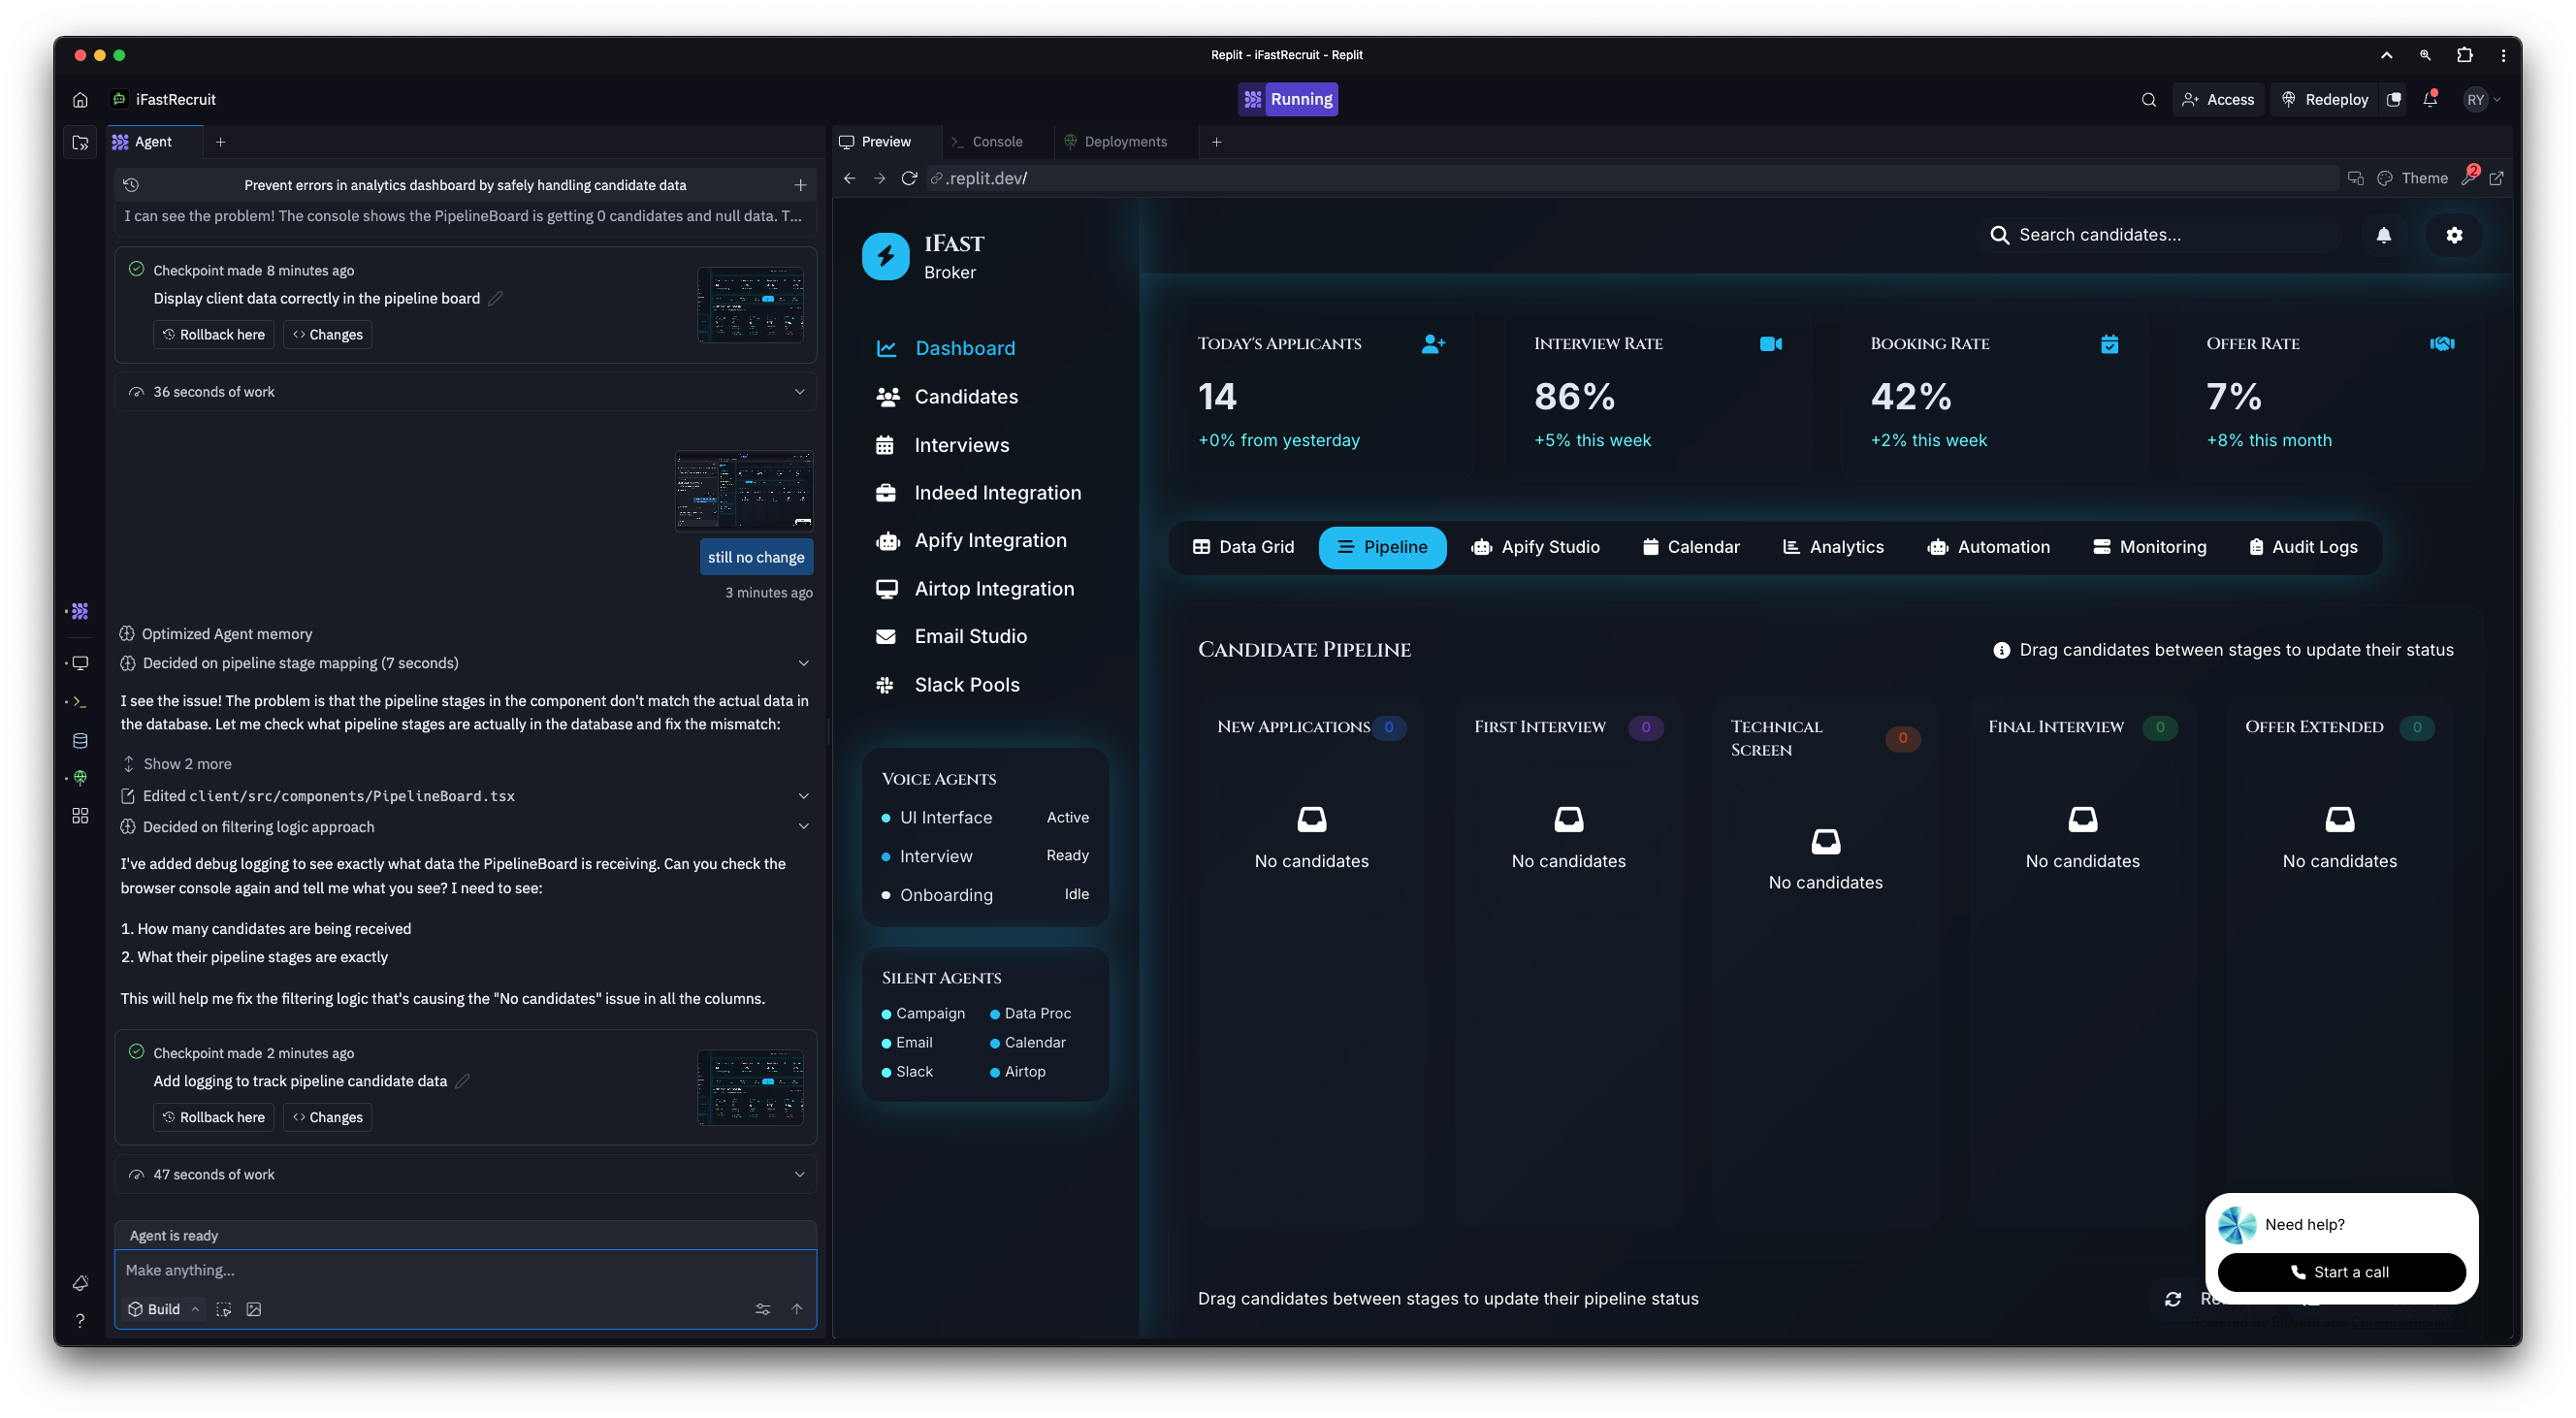 Replit - iFastRecruit - Replit
iFastRecruit
Running
Access
Redeploy
RY
Agent
Prevent errors in analytics dashboard by safely handling candidate data
I can see the problem! The console shows the PipelineBoard is getting 0 candidates and null data. T...
Checkpoint made 8 minutes ago
Display client data correctly in the pipeline board
Rollback here
Changes
36 seconds of work
still no change
3 minutes ago
Optimized Agent memory
Decided on pipeline stage mapping (7 seconds)
I see the issue! The problem is that the pipeline stages in the component don't match the actual data in
the database. Let me check what pipeline stages are actually in the database and fix the mismatch:
Show 2 more
Edited client/src/components/PipelineBoard.tsx
Decided on filtering logic approach
I've added debug logging to see exactly what data the PipelineBoard is receiving. Can you check the
browser console again and tell me what you see? I need to see:
1. How many candidates are being received
2. What their pipeline stages are exactly
This will help me fix the filtering logic that's causing the "No candidates" issue in all the columns.
Checkpoint made 2 minutes ago
Add logging to track pipeline candidate data
Rollback here
Changes
47 seconds of work
Agent is ready
Make anything...
Build
Preview
Console
Deployments
.replit.dev/
Theme
2
iFast
Broker
Dashboard
Candidates
Interviews
Indeed Integration
Apify Integration
Airtop Integration
Email Studio
Slack Pools
Voice Agents
UI Interface Active
Interview Ready
Onboarding Idle
Silent Agents
Campaign Data Proc
Email Calendar
Slack Airtop
Search candidates...
Today's Applicants
14
+0% from yesterday
Interview Rate
86%
+5% this week
Booking Rate
42%
+2% this week
Offer Rate
7%
+8% this month
Data Grid
Pipeline
Apify Studio
Calendar
Analytics
Automation
Monitoring
Audit Logs
Candidate Pipeline
Drag candidates between stages to update their status
New Applications 0
No candidates
First Interview 0
No candidates
Technical
Screen
0
No candidates
Final Interview 0
No candidates
Offer Extended 0
No candidates
Drag candidates between stages to update their pipeline status
Need help?
Start a call